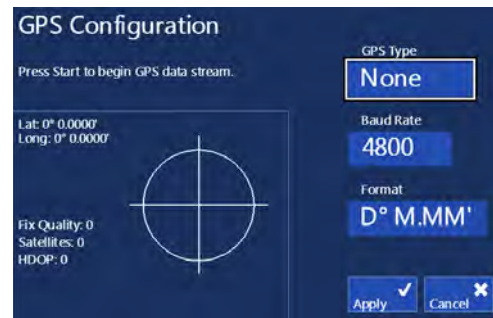 GPS Configuration
Press Start to begin GPS data stream.
Lat: 0° 0.0000'
Long: 0° 0.0000'
Fix Quality: 0
Satellites: 0
HDOP: 0
GPS Type
None
Baud Rate
4800
Format
D° M.MM'
Apply
Cancel